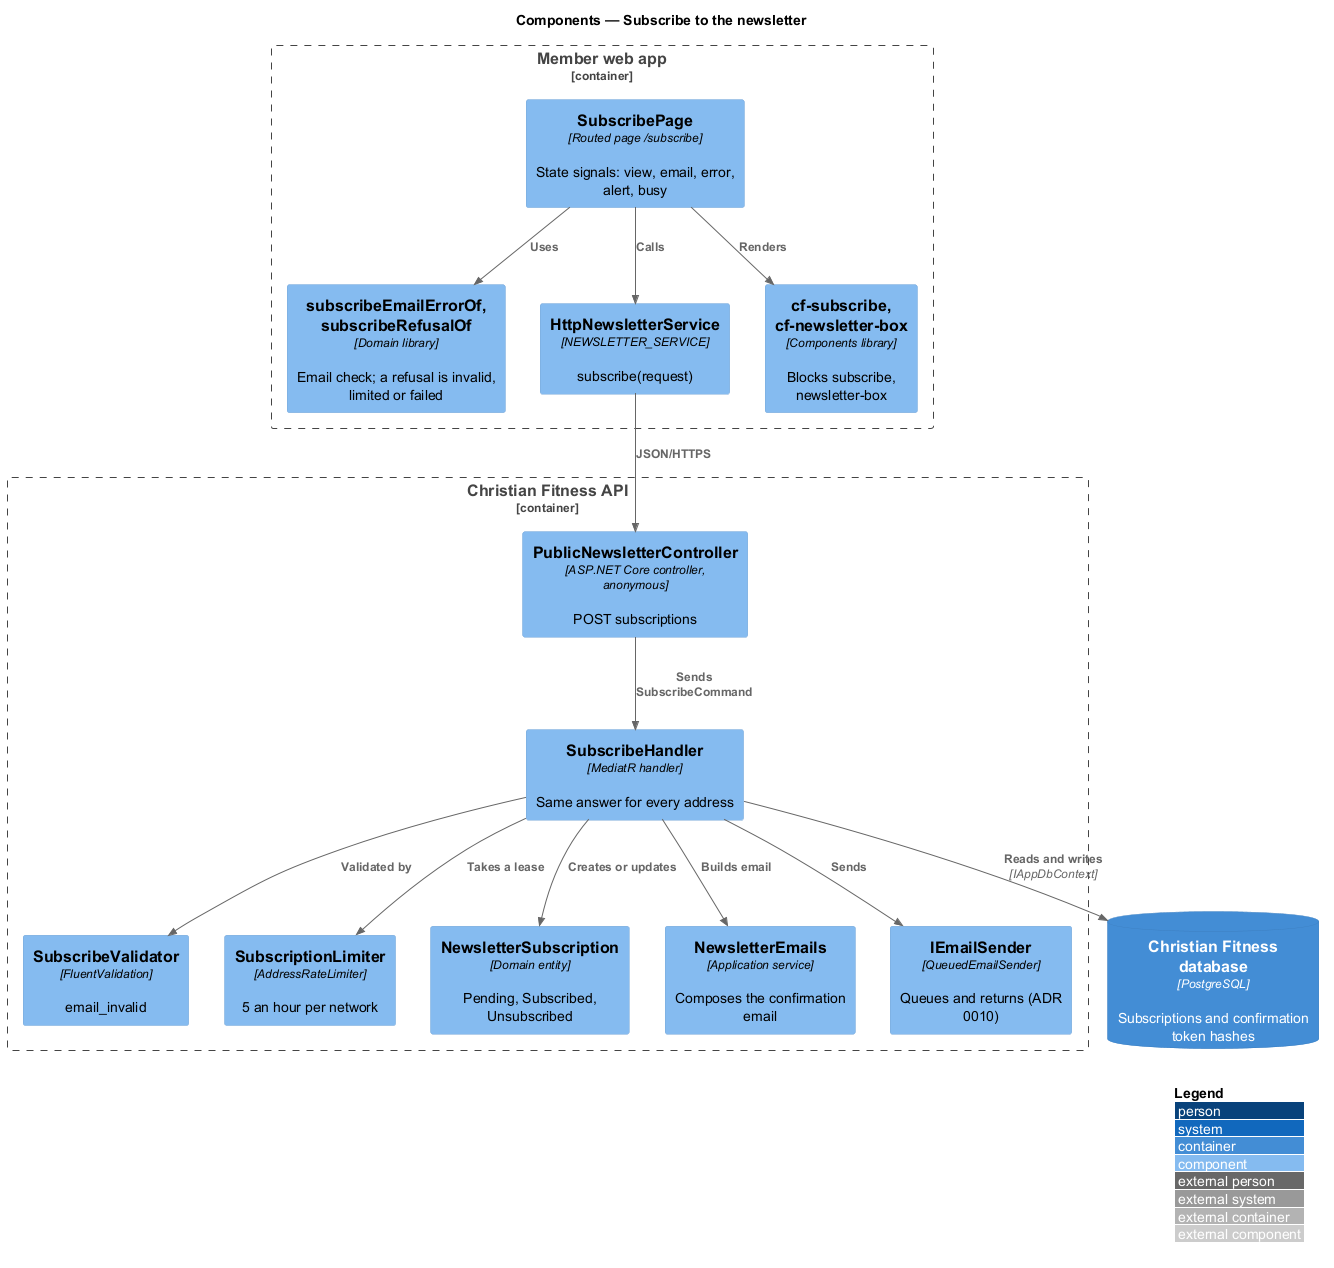 Components — Subscribe to the newsletter
Member web app
[container]
SubscribePage
[Routed page /subscribe]
State signals: view, email, error,
alert, busy
Uses
Calls
Renders
subscribeEmailErrorOf,
subscribeRefusalOf
[Domain library]
Email check; a refusal is invalid,
limited or failed
HttpNewsletterService
[NEWSLETTER_SERVICE]
subscribe(request)
cf-subscribe,
cf-newsletter-box
[Components library]
Blocks subscribe,
newsletter-box
JSON/HTTPS
Christian Fitness API
[container]
PublicNewsletterController
[ASP.NET Core controller,
anonymous]
POST subscriptions
Sends
SubscribeCommand
SubscribeHandler
[MediatR handler]
Same answer for every address
Validated by
Takes a lease
Creates or updates
Builds email
Sends
Reads and writes
[IAppDbContext]
SubscribeValidator
[FluentValidation]
email_invalid
SubscriptionLimiter
[AddressRateLimiter]
5 an hour per network
NewsletterSubscription
[Domain entity]
Pending, Subscribed,
Unsubscribed
NewsletterEmails
[Application service]
Composes the confirmation
email
IEmailSender
[QueuedEmailSender]
Queues and returns (ADR
0010)
Christian Fitness
database
[PostgreSQL]
Subscriptions and confirmation
token hashes
Legend
person
system
container
component
external person
external system
external container
external component